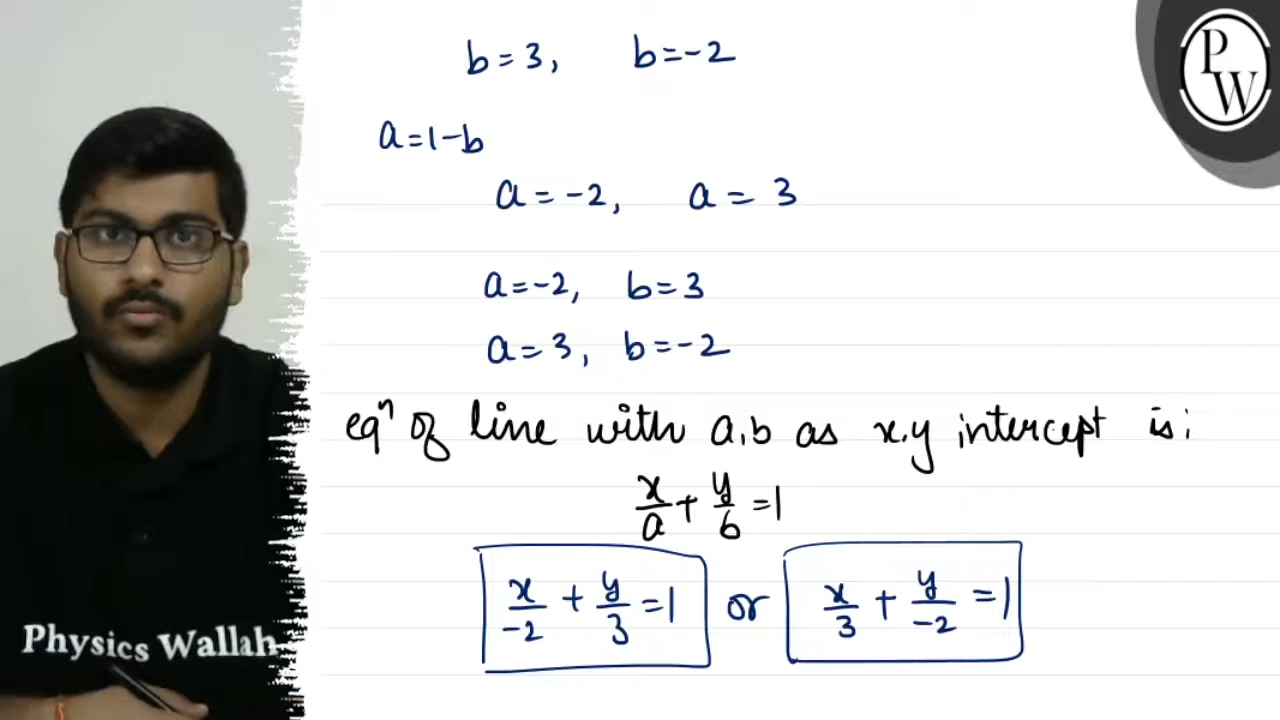 b = 3, b = -2
a = 1 - b
a = -2, a = 3
a = -2, b = 3
a = 3, b = -2
eqⁿ of line with a,b as x,y intercept is:
x/a + y/b = 1
x/-2 + y/3 = 1 or x/3 + y/-2 = 1
PW
Physics Wallah